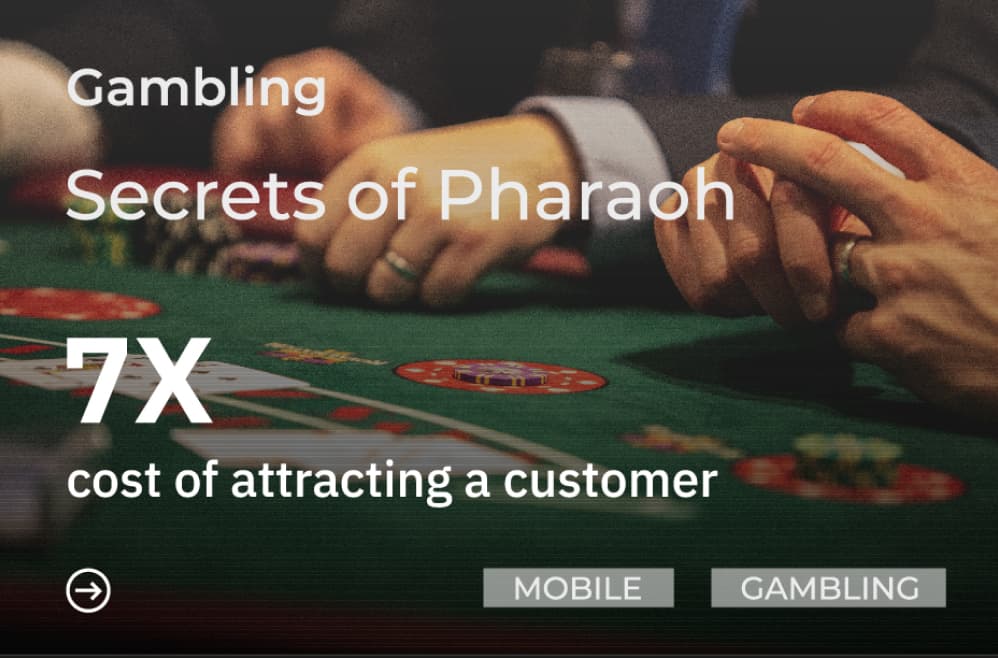 Gambling
Secrets of Pharaoh
7X
cost of attracting a customer
MOBILE GAMBLING